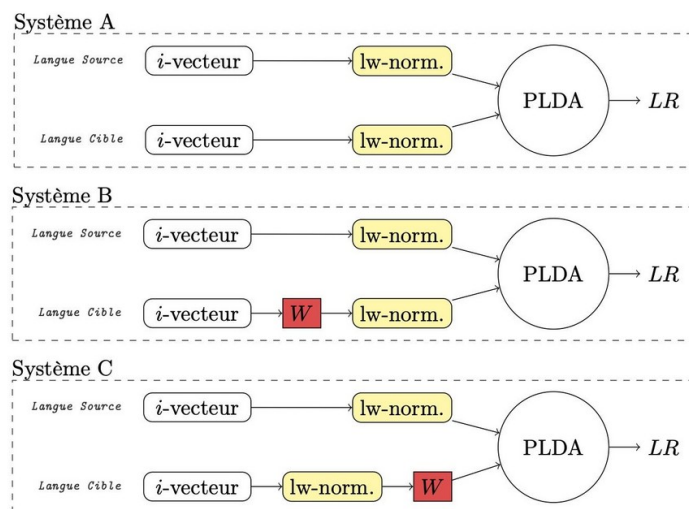 Système A
Langue Source i-vecteur lw-norm.
PLDA LR
Langue Cible i-vecteur lw-norm.
Système B
Langue Source i-vecteur lw-norm.
PLDA LR
Langue Cible i-vecteur W lw-norm.
Système C
Langue Source i-vecteur lw-norm.
PLDA LR
Langue Cible i-vecteur lw-norm. W